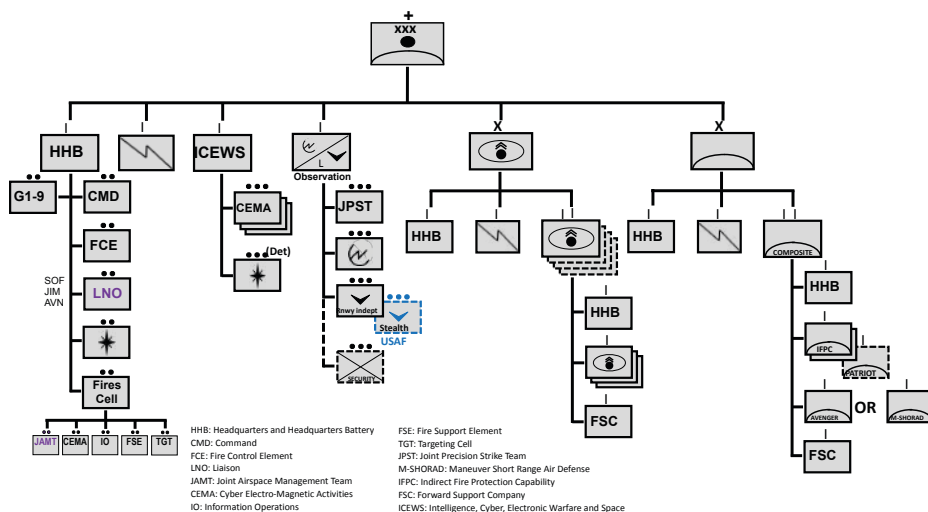 +
xxx
X
X
HHB
ICEWS
L
Observation
G1-9
CMD
CEMA
JPST
HHB
HHB
COMPOSITE
FCE
(Det)
SOF
JIM
AVN
LNO
Rnwy indept
Stealth
USAF
HHB
HHB
IFPC
PATRIOT
SECURITY
Fires
Cell
AVENGER
OR
M-SHORAD
FSC
FSC
JAMT
CEMA
IO
FSE
TGT
HHB: Headquarters and Headquarters Battery
CMD: Command
FCE: Fire Control Element
LNO: Liaison
JAMT: Joint Airspace Management Team
CEMA: Cyber Electro-Magnetic Activities
IO: Information Operations
FSE: Fire Support Element
TGT: Targeting Cell
JPST: Joint Precision Strike Team
M-SHORAD: Maneuver Short Range Air Defense
IFPC: Indirect Fire Protection Capability
FSC: Forward Support Company
ICEWS: Intelligence, Cyber, Electronic Warfare and Space